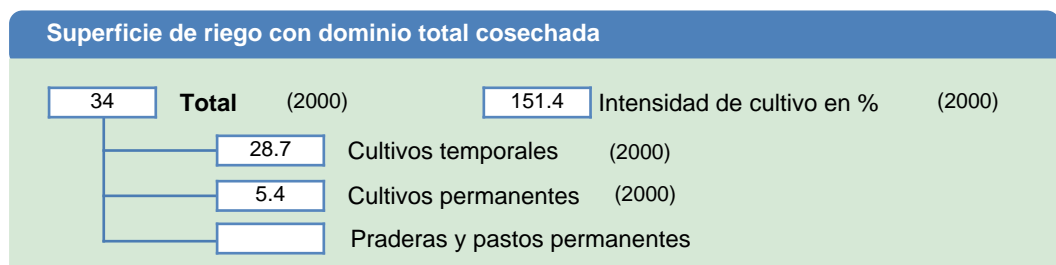 Superficie de riego con dominio total cosechada
34 Total (2000) 151.4 Intensidad de cultivo en % (2000)
28.7 Cultivos temporales (2000)
5.4 Cultivos permanentes (2000)
Praderas y pastos permanentes